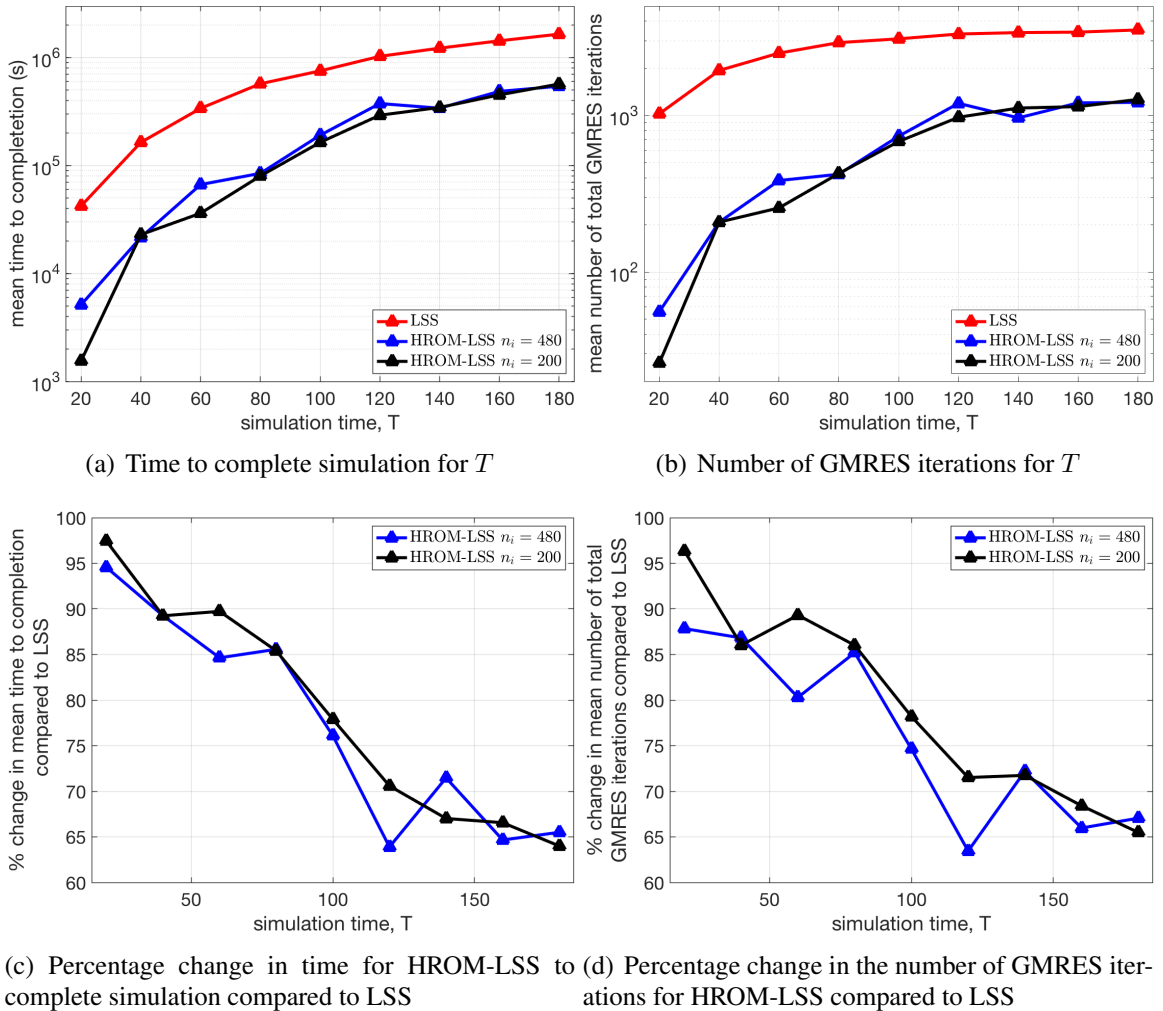 mean time to completetion (s)
10^6
10^5
10^4
10^3
LSS
HROM-LSS n_i = 480
HROM-LSS n_i = 200
20 40 60 80 100 120 140 160 180
simulation time, T
(a) Time to complete simulation for T
mean number of total GMRES iterations
10^3
10^2
LSS
HROM-LSS n_i = 480
HROM-LSS n_i = 200
20 40 60 80 100 120 140 160 180
simulation time, T
(b) Number of GMRES iterations for T
% change in mean time to completion
compared to LSS
100
95
90
85
80
75
70
65
60
HROM-LSS n_i = 480
HROM-LSS n_i = 200
50 100 150
simulation time, T
(c) Percentage change in time for HROM-LSS to
complete simulation compared to LSS
% change in mean number of total
GMRES iterations compared to LSS
100
95
90
85
80
75
70
65
60
HROM-LSS n_i = 480
HROM-LSS n_i = 200
50 100 150
simulation time, T
(d) Percentage change in the number of GMRES iter-
ations for HROM-LSS compared to LSS